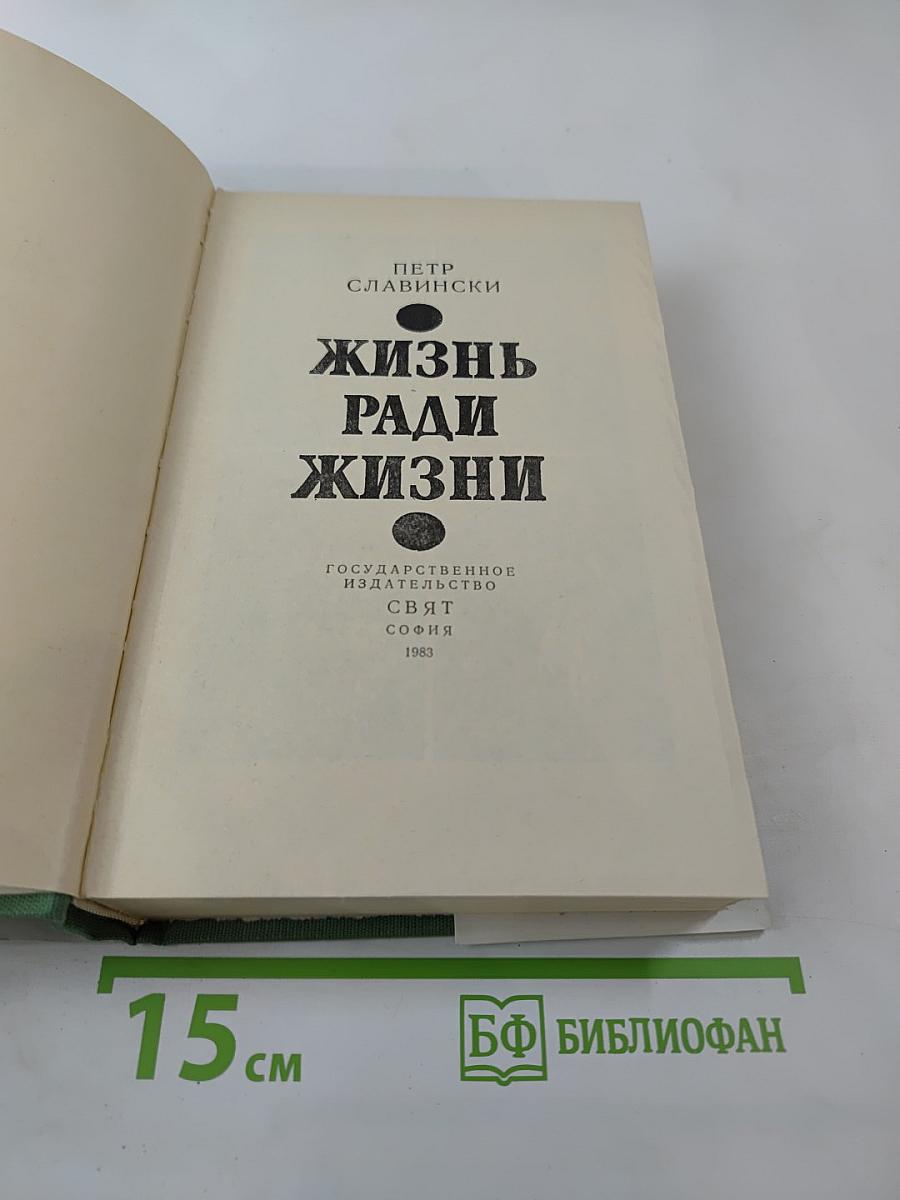 ПЕТР
СЛАВИНСКИ
ЖИЗНЬ
РАДИ
ЖИЗНИ
ГОСУДАРСТВЕННОЕ
ИЗДАТЕЛЬСТВО
СВЯТ
СОФИЯ
1983
15 см
БФ БИБЛИОФАН